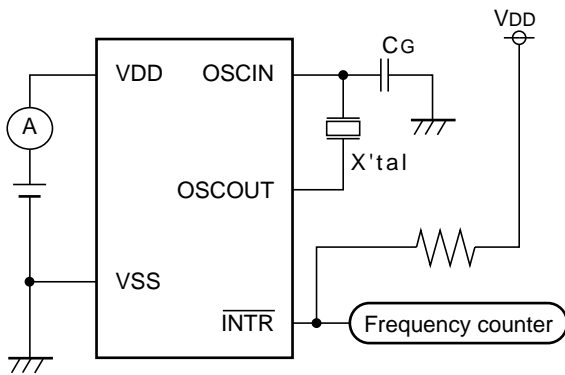 VDD
CG
VDD
OSCIN
A
X'tal
OSCOUT
VSS
INTR
Frequency counter